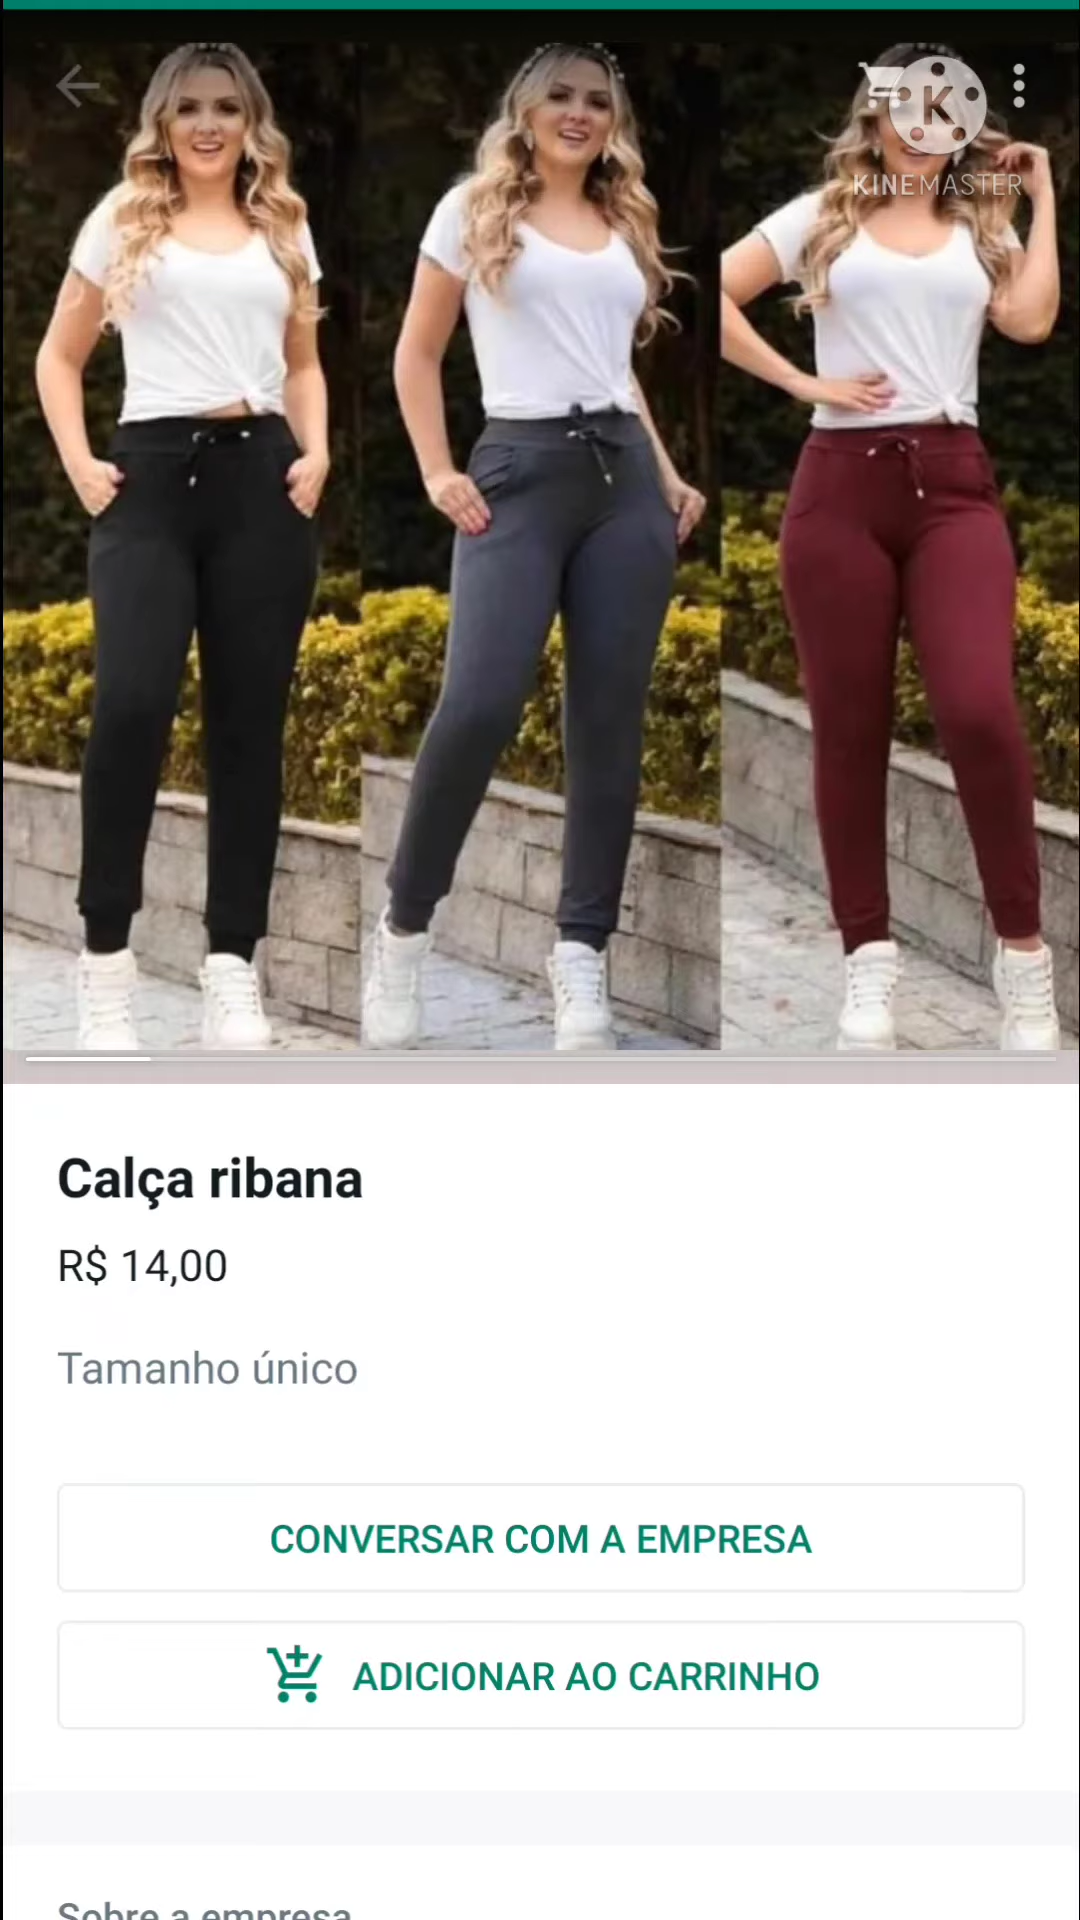 K
KINEMASTER
Calça ribana
R$ 14,00
Tamanho único
CONVERSAR COM A EMPRESA
ADICIONAR AO CARRINHO
Sobre a empresa